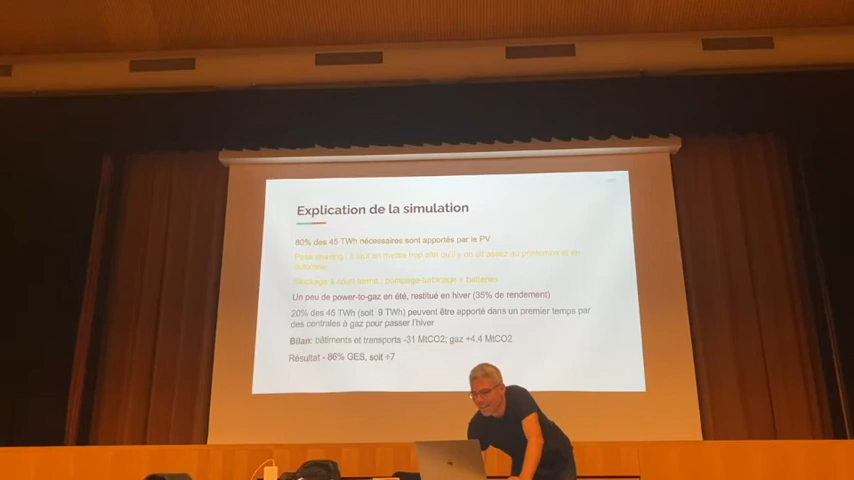 Explication de la simulation
80% des 45 TWh nécessaires sont apportés par le PV
Peak shaving : il faut en mettre trop afin qu'il y en ait assez au printemps et en
automne
Stockage à court terme : pompage-turbinage + batteries
Un peu de power-to-gaz en été, restitué en hiver (35% de rendement)
20% des 45 TWh (soit 9 TWh) peuvent être apporté dans un premier temps par
des centrales à gaz pour passer l'hiver
Bilan: bâtiments et transports -31 MtCO2; gaz +4.4 MtCO2
Résultat - 86% GES, soit ÷7